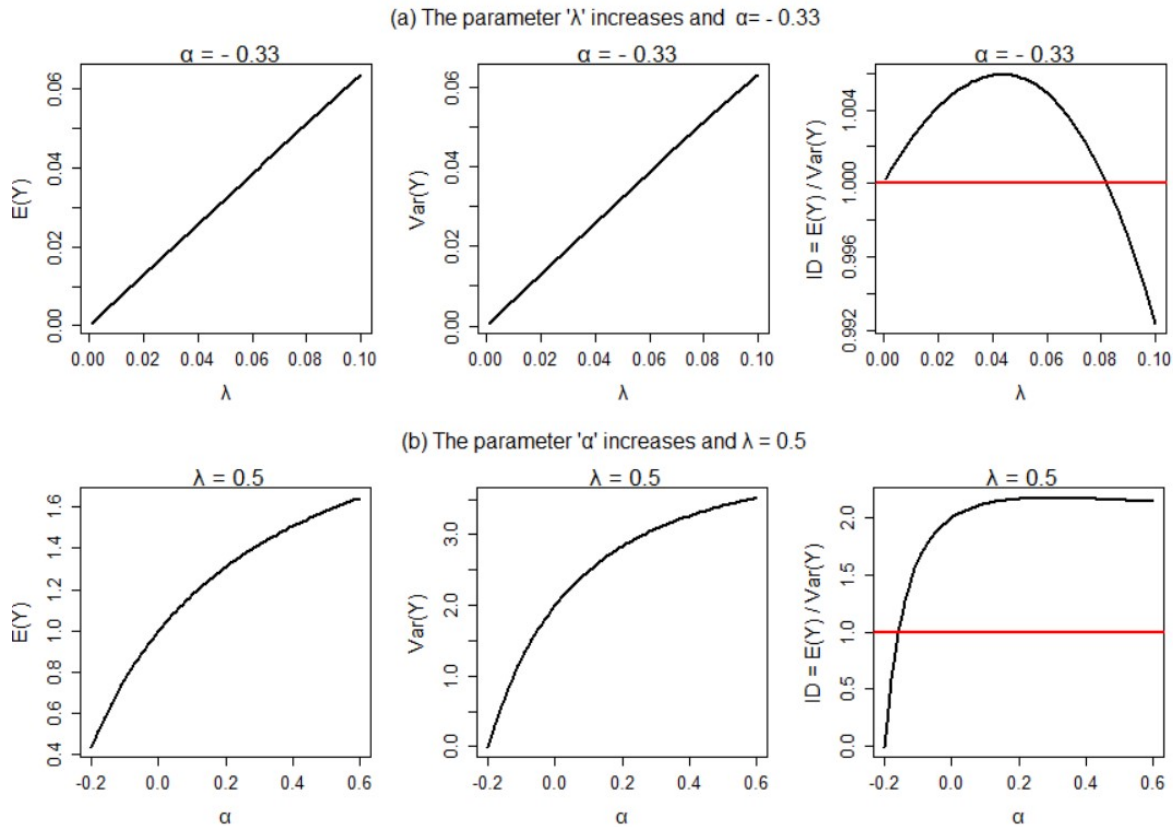 (a) The parameter 'λ' increases and α= - 0.33
α = - 0.33
α = - 0.33
α = - 0.33
E(Y)
0.00 0.02 0.04 0.06
0.00 0.02 0.04 0.06 0.08 0.10
λ
Var(Y)
0.00 0.02 0.04 0.06
0.00 0.02 0.04 0.06 0.08 0.10
λ
ID = E(Y) / Var(Y)
0.992 0.996 1.000 1.004
0.00 0.02 0.04 0.06 0.08 0.10
λ
(b) The parameter 'α' increases and λ = 0.5
λ = 0.5
λ = 0.5
λ = 0.5
E(Y)
0.4 0.6 0.8 1.0 1.2 1.4 1.6
-0.2 0.0 0.2 0.4 0.6
α
Var(Y)
0.0 1.0 2.0 3.0
-0.2 0.0 0.2 0.4 0.6
α
ID = E(Y) / Var(Y)
0.0 0.5 1.0 1.5 2.0
-0.2 0.0 0.2 0.4 0.6
α